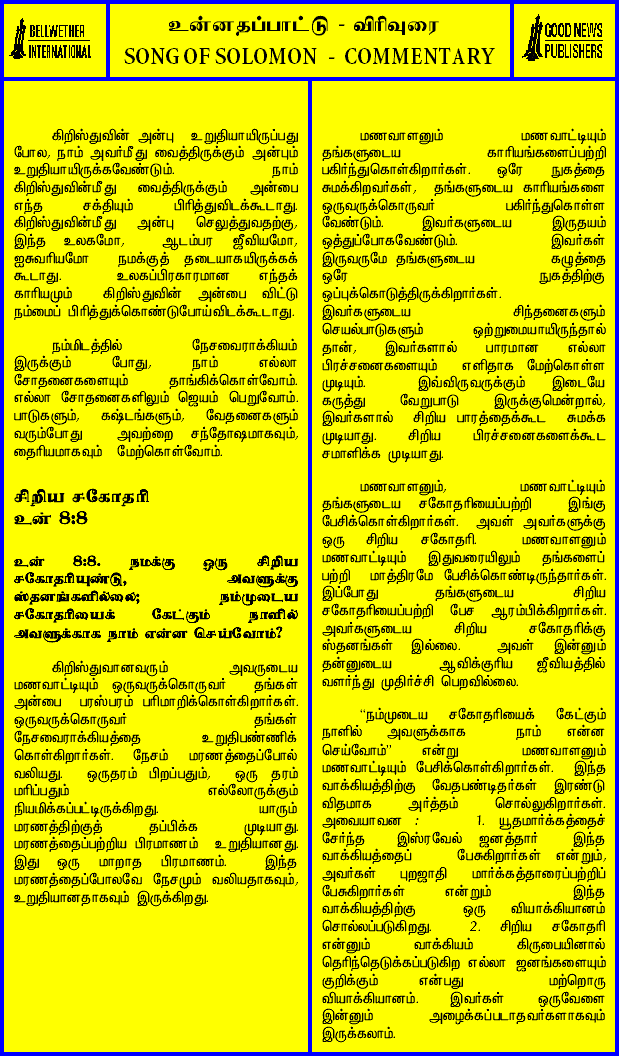 BELLWETHER
INTERNATIONAL
உன்னதப்பாட்டு - விரிவுரை
SONG OF SOLOMON - COMMENTARY
GOOD NEWS
PUBLISHERS
கிறிஸ்துவின் அன்பு உறுதியாயிருப்பது
போல, நாம் அவர்மீது வைத்திருக்கும் அன்பும்
உறுதியாயிருக்கவேண்டும். நாம்
கிறிஸ்துவின்மீது வைத்திருக்கும் அன்பை
எந்த சக்தியும் பிரித்துவிடக்கூடாது.
கிறிஸ்துவின்மீது அன்பு செலுத்துவதற்கு,
இந்த உலகமோ, ஆடம்பர ஜீவியமோ,
ஐசுவரியமோ நமக்குத் தடையாகயிருக்கக்
கூடாது. உலகப்பிரகாரமான எந்தக்
காரியமும் கிறிஸ்துவின் அன்பை விட்டு
நம்மைப் பிரித்துக்கொண்டுபோய்விடக்கூடாது.
நம்மிடத்தில் நேசவைராக்கியம்
இருக்கும் போது, நாம் எல்லா
சோதனைகளையும் தாங்கிக்கொள்வோம்.
எல்லா சோதனைகளிலும் ஜெயம் பெறுவோம்.
பாடுகளும், கஷ்டங்களும், வேதனைகளும்
வரும்போது அவற்றை சந்தோஷமாகவும்,
தைரியமாகவும் மேற்கொள்வோம்.
சிறிய சகோதரி
உன் 8:8
உன் 8:8. நமக்கு ஒரு சிறிய
சகோதரியுண்டு, அவளுக்கு
ஸ்தனங்களில்லை; நம்முடைய
சகோதரியைக் கேட்கும் நாளில்
அவளுக்காக நாம் என்ன செய்வோம்?
கிறிஸ்துவானவரும் அவருடைய
மணவாட்டியும் ஒருவருக்கொருவர் தங்கள்
அன்பை பரஸ்பரம் பரிமாறிக்கொள்கிறார்கள்.
ஒருவருக்கொருவர் தங்கள்
நேசவைராக்கியத்தை உறுதிபண்ணிக்
கொள்கிறார்கள். நேசம் மரணத்தைப்போல்
வலியது. ஒருதரம் பிறப்பதும், ஒரு தரம்
மரிப்பதும் எல்லோருக்கும்
நியமிக்கப்பட்டிருக்கிறது. யாரும்
மரணத்திற்குத் தப்பிக்க முடியாது.
மரணத்தைப்பற்றிய பிரமாணம் உறுதியானது.
இது ஒரு மாறாத பிரமாணம். இந்த
மரணத்தைப்போலவே நேசமும் வலியதாகவும்,
உறுதியானதாகவும் இருக்கிறது.
மணவாளனும் மணவாட்டியும்
தங்களுடைய காரியங்களைப்பற்றி
பகிர்ந்துகொள்கிறார்கள். ஒரே நுகத்தை
சுமக்கிறவர்கள், தங்களுடைய காரியங்களை
ஒருவருக்கொருவர் பகிர்ந்துகொள்ள
வேண்டும். இவர்களுடைய இருதயம்
ஒத்துப்போகவேண்டும். இவர்கள்
இருவருமே தங்களுடைய கழுத்தை
ஒரே நுகத்திற்கு
ஒப்புக்கொடுத்திருக்கிறார்கள்.
இவர்களுடைய சிந்தனைகளும்
செயல்பாடுகளும் ஒற்றுமையாயிருந்தால்
தான், இவர்களால் பாரமான எல்லா
பிரச்சனைகளையும் எளிதாக மேற்கொள்ள
முடியும். இவ்விருவருக்கும் இடையே
கருத்து வேறுபாடு இருக்குமென்றால்,
இவர்களால் சிறிய பாரத்தைக்கூட சுமக்க
முடியாது. சிறிய பிரச்சனைகளைக்கூட
சமாளிக்க முடியாது.
மணவாளனும், மணவாட்டியும்
தங்களுடைய சகோதரியைப்பற்றி இங்கு
பேசிக்கொள்கிறார்கள். அவள் அவர்களுக்கு
ஒரு சிறிய சகோதரி. மணவாளனும்
மணவாட்டியும் இதுவரையிலும் தங்களைப்
பற்றி மாத்திரமே பேசிக்கொண்டிருந்தார்கள்.
இப்போது தங்களுடைய சிறிய
சகோதரியைப்பற்றி பேச ஆரம்பிக்கிறார்கள்.
அவர்களுடைய சிறிய சகோதரிக்கு
ஸ்தனங்கள் இல்லை. அவள் இன்னும்
தன்னுடைய ஆவிக்குரிய ஜீவியத்தில்
வளர்ந்து முதிர்ச்சி பெறவில்லை.
“நம்முடைய சகோதரியைக் கேட்கும்
நாளில் அவளுக்காக நாம் என்ன
செய்வோம்” என்று மணவாளனும்
மணவாட்டியும் பேசிக்கொள்கிறார்கள். இந்த
வாக்கியத்திற்கு வேதபண்டிதர்கள் இரண்டு
விதமாக அர்த்தம் சொல்லுகிறார்கள்.
அவையாவன : 1. யூதமார்க்கத்தைச்
சேர்ந்த இஸ்ரவேல் ஜனத்தார் இந்த
வாக்கியத்தைப் பேசுகிறார்கள் என்றும்,
அவர்கள் புறஜாதி மார்க்கத்தாரைப்பற்றிப்
பேசுகிறார்கள் என்றும் இந்த
வாக்கியத்திற்கு ஒரு வியாக்கியானம்
சொல்லப்படுகிறது. 2. சிறிய சகோதரி
என்னும் வாக்கியம் கிருபையினால்
தெரிந்தெடுக்கப்படுகிற எல்லா ஜனங்களையும்
குறிக்கும் என்பது மற்றொரு
வியாக்கியானம். இவர்கள் ஒருவேளை
இன்னும் அழைக்கப்படாதவர்களாகவும்
இருக்கலாம்.